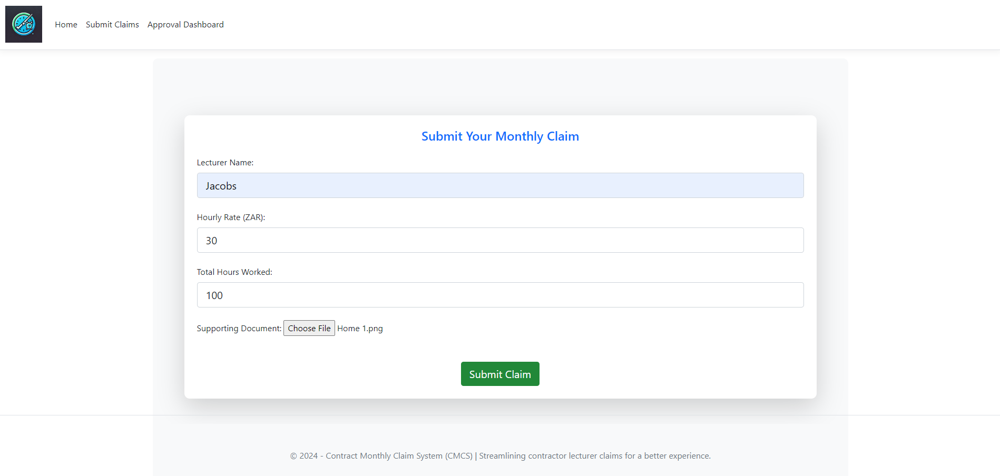 Home Submit Claims Approval Dashboard
Submit Your Monthly Claim
Lecturer Name:
Jacobs
Hourly Rate (ZAR):
30
Total Hours Worked:
100
Supporting Document: Choose File Home 1.png
Submit Claim
© 2024 - Contract Monthly Claim System (CMCS) | Streamlining contractor lecturer claims for a better experience.